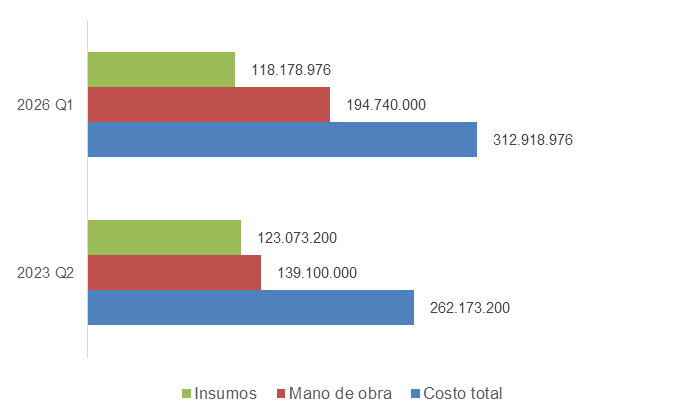 118.178.976
2026 Q1
194.740.000
312.918.976
123.073.200
2023 Q2
139.100.000
262.173.200
Insumos Mano de obra Costo total